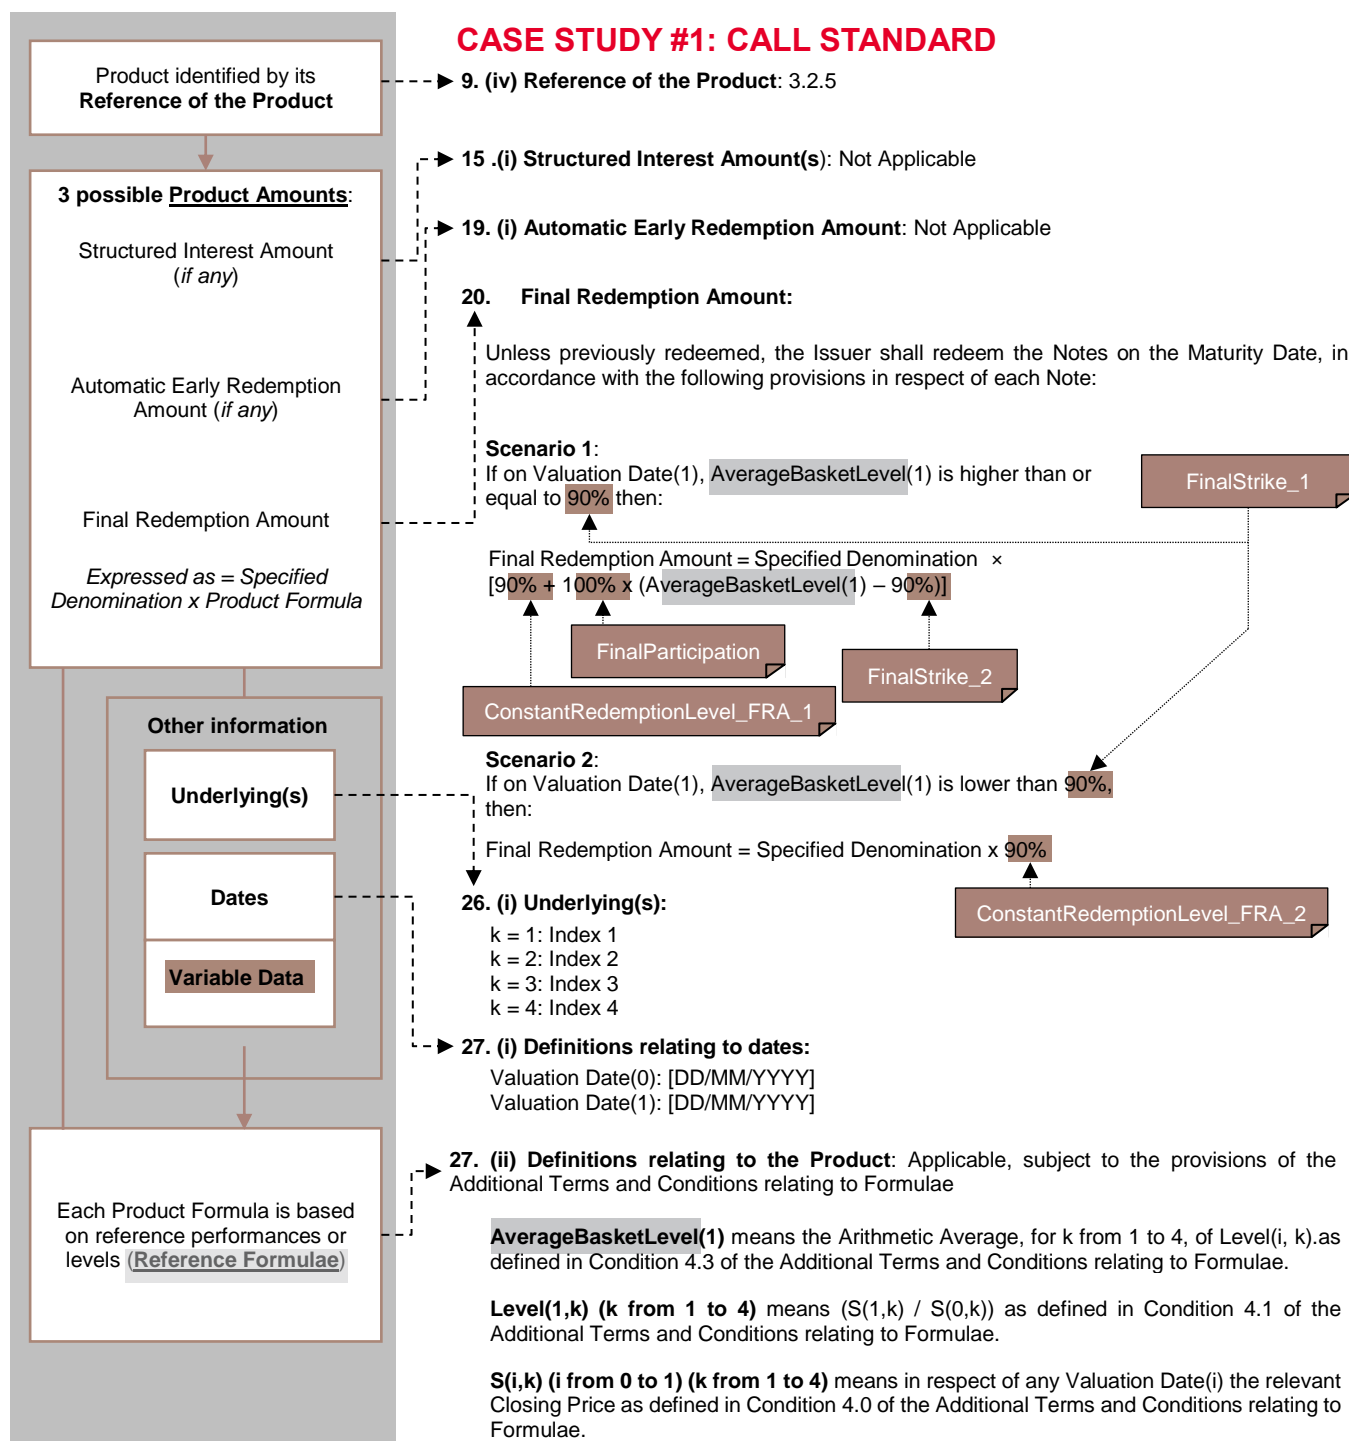 CASE STUDY #1: CALL STANDARD
Product identified by its
Reference of the Product
9. (iv) Reference of the Product: 3.2.5
15 .(i) Structured Interest Amount(s): Not Applicable
3 possible Product Amounts:
19. (i) Automatic Early Redemption Amount: Not Applicable
Structured Interest Amount
(if any)
20. Final Redemption Amount:
Unless previously redeemed, the Issuer shall redeem the Notes on the Maturity Date, in
accordance with the following provisions in respect of each Note:
Automatic Early Redemption
Amount (if any)
Scenario 1:
If on Valuation Date(1), AverageBasketLevel(1) is higher than or
equal to 90% then:
FinalStrike_1
Final Redemption Amount
Expressed as = Specified
Denomination x Product Formula
Final Redemption Amount = Specified Denomination ×
[90% + 100% x (AverageBasketLevel(1) – 90%)]
FinalParticipation
FinalStrike_2
ConstantRedemptionLevel_FRA_1
Other information
Underlying(s)
Dates
Variable Data
Scenario 2:
If on Valuation Date(1), AverageBasketLevel(1) is lower than 90%,
then:
Final Redemption Amount = Specified Denomination x 90%
ConstantRedemptionLevel_FRA_2
26. (i) Underlying(s):
k = 1: Index 1
k = 2: Index 2
k = 3: Index 3
k = 4: Index 4
27. (i) Definitions relating to dates:
Valuation Date(0): [DD/MM/YYYY]
Valuation Date(1): [DD/MM/YYYY]
Each Product Formula is based
on reference performances or
levels (Reference Formulae)
27. (ii) Definitions relating to the Product: Applicable, subject to the provisions of the
Additional Terms and Conditions relating to Formulae
AverageBasketLevel(1) means the Arithmetic Average, for k from 1 to 4, of Level(i, k).as
defined in Condition 4.3 of the Additional Terms and Conditions relating to Formulae.
Level(1,k) (k from 1 to 4) means (S(1,k) / S(0,k)) as defined in Condition 4.1 of the
Additional Terms and Conditions relating to Formulae.
S(i,k) (i from 0 to 1) (k from 1 to 4) means in respect of any Valuation Date(i) the relevant
Closing Price as defined in Condition 4.0 of the Additional Terms and Conditions relating to
Formulae.